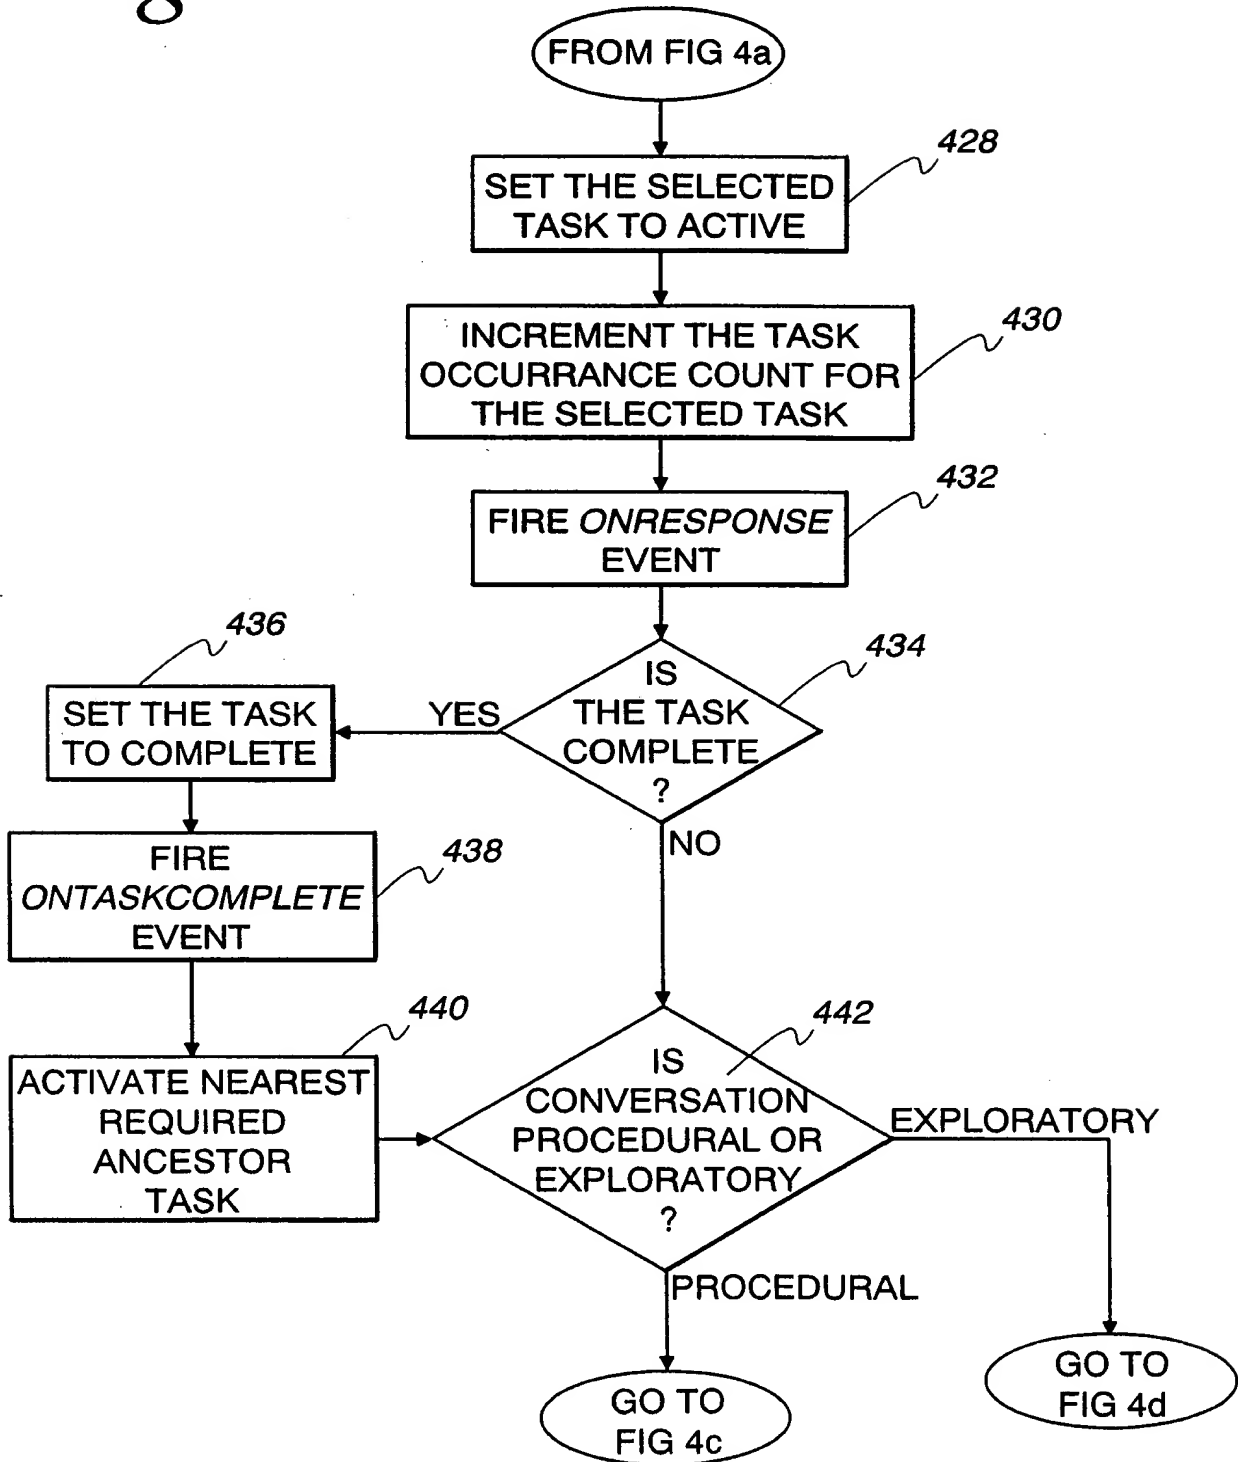 FROM FIG 4a
428
SET THE SELECTED
TASK TO ACTIVE
430
INCREMENT THE TASK
OCCURRANCE COUNT FOR
THE SELECTED TASK
432
FIRE ONRESPONSE
EVENT
434
IS
THE TASK
COMPLETE
?
YES
NO
436
SET THE TASK
TO COMPLETE
438
FIRE
ONTASKCOMPLETE
EVENT
440
ACTIVATE NEAREST
REQUIRED
ANCESTOR
TASK
442
IS
CONVERSATION
PROCEDURAL OR
EXPLORATORY
?
EXPLORATORY
PROCEDURAL
GO TO
FIG 4d
GO TO
FIG 4c